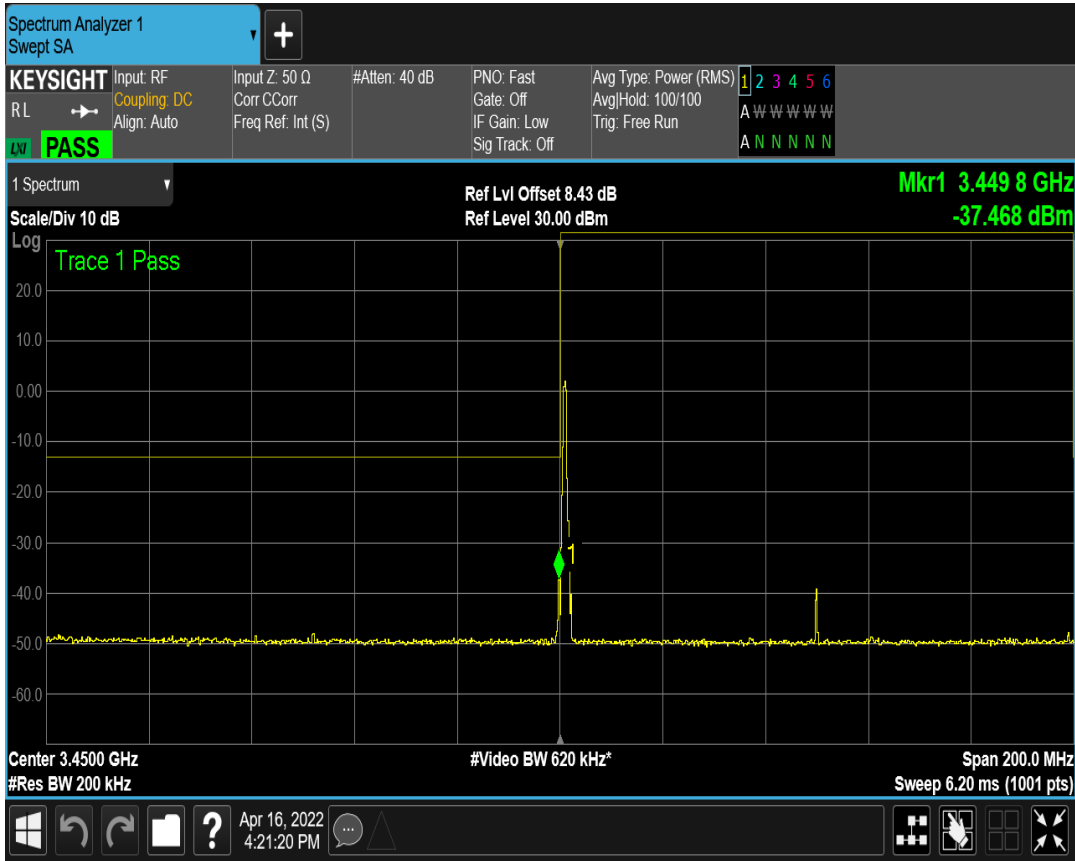 Spectrum Analyzer 1
Swept SA
+
KEYSIGHT
R L
LXI
PASS
Input: RF
Coupling: DC
Align: Auto
Input Z: 50 Ω
Corr CCorr
Freq Ref: Int (S)
#Atten: 40 dB
PNO: Fast
Gate: Off
IF Gain: Low
Sig Track: Off
Avg Type: Power (RMS)
Avg|Hold: 100/100
Trig: Free Run
1 2 3 4 5 6
A W W W W W
A N N N N N
1 Spectrum
Scale/Div 10 dB
Ref Lvl Offset 8.43 dB
Ref Level 30.00 dBm
Mkr1 3.449 8 GHz
-37.468 dBm
Log
Trace 1 Pass
20.0
10.0
0.00
-10.0
-20.0
-30.0
1
-40.0
-50.0
-60.0
Center 3.4500 GHz
#Res BW 200 kHz
#Video BW 620 kHz*
Span 200.0 MHz
Sweep 6.20 ms (1001 pts)
?
Apr 16, 2022
4:21:20 PM